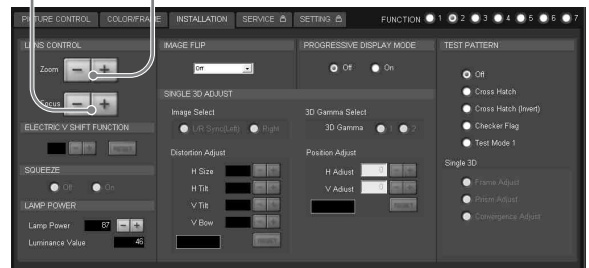 PICTURE CONTROL COLOR/FRAME INSTALLATION SERVICE SETTING FUNCTION 1 2 3 4 5 6 7
LENS CONTROL
Zoom - +
Focus - +
ELECTRIC V SHIFT FUNCTION
- + RESET
SQUEEZE
Off On
LAMP POWER
Lamp Power 87 - +
Luminance Value 46
IMAGE FLIP
Off
PROGRESSIVE DISPLAY MODE
Off On
SINGLE 3D ADJUST
Image Select
L/R Sync(Left) Right
3D Gamma Select
3D Gamma 1 2
Distortion Adjust
H Size - +
H Tilt - +
V Tilt - +
V Bow - +
RESET
Position Adjust
H Adjust 0 - +
V Adjust 0 - +
RESET
TEST PATTERN
Off
Cross Hatch
Cross Hatch (Invert)
Checker Flag
Test Mode 1
Single 3D
Frame Adjust
Prism Adjust
Convergence Adjust